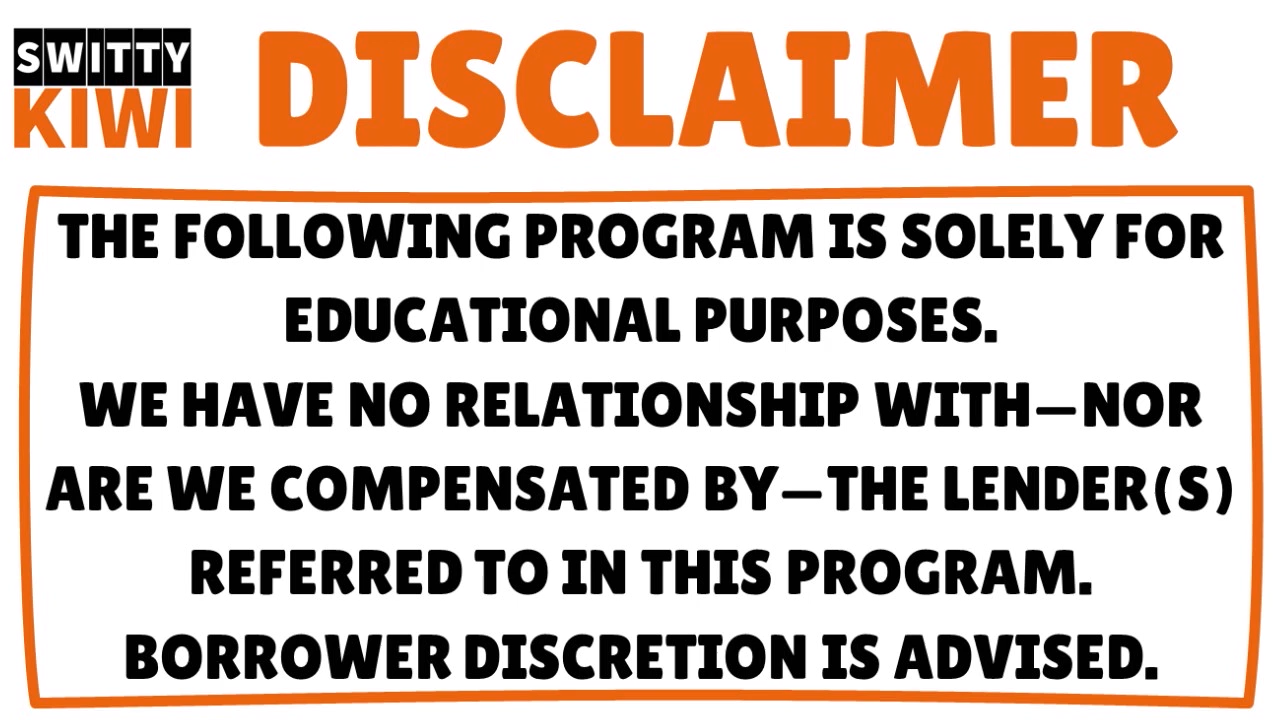 SWITTY
KIWI
DISCLAIMER
THE FOLLOWING PROGRAM IS SOLELY FOR
EDUCATIONAL PURPOSES.
WE HAVE NO RELATIONSHIP WITH—NOR
ARE WE COMPENSATED BY—THE LENDER(S)
REFERRED TO IN THIS PROGRAM.
BORROWER DISCRETION IS ADVISED.